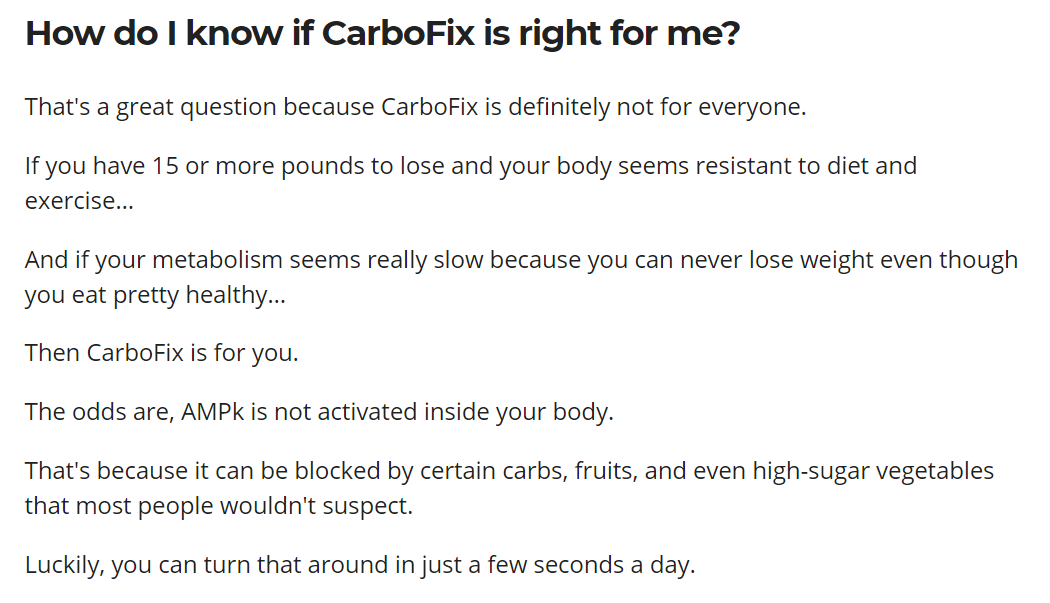 How do I know if CarboFix is right for me?
That's a great question because CarboFix is definitely not for everyone.
If you have 15 or more pounds to lose and your body seems resistant to diet and
exercise...
And if your metabolism seems really slow because you can never lose weight even though
you eat pretty healthy...
Then CarboFix is for you.
The odds are, AMPk is not activated inside your body.
That's because it can be blocked by certain carbs, fruits, and even high-sugar vegetables
that most people wouldn't suspect.
Luckily, you can turn that around in just a few seconds a day.